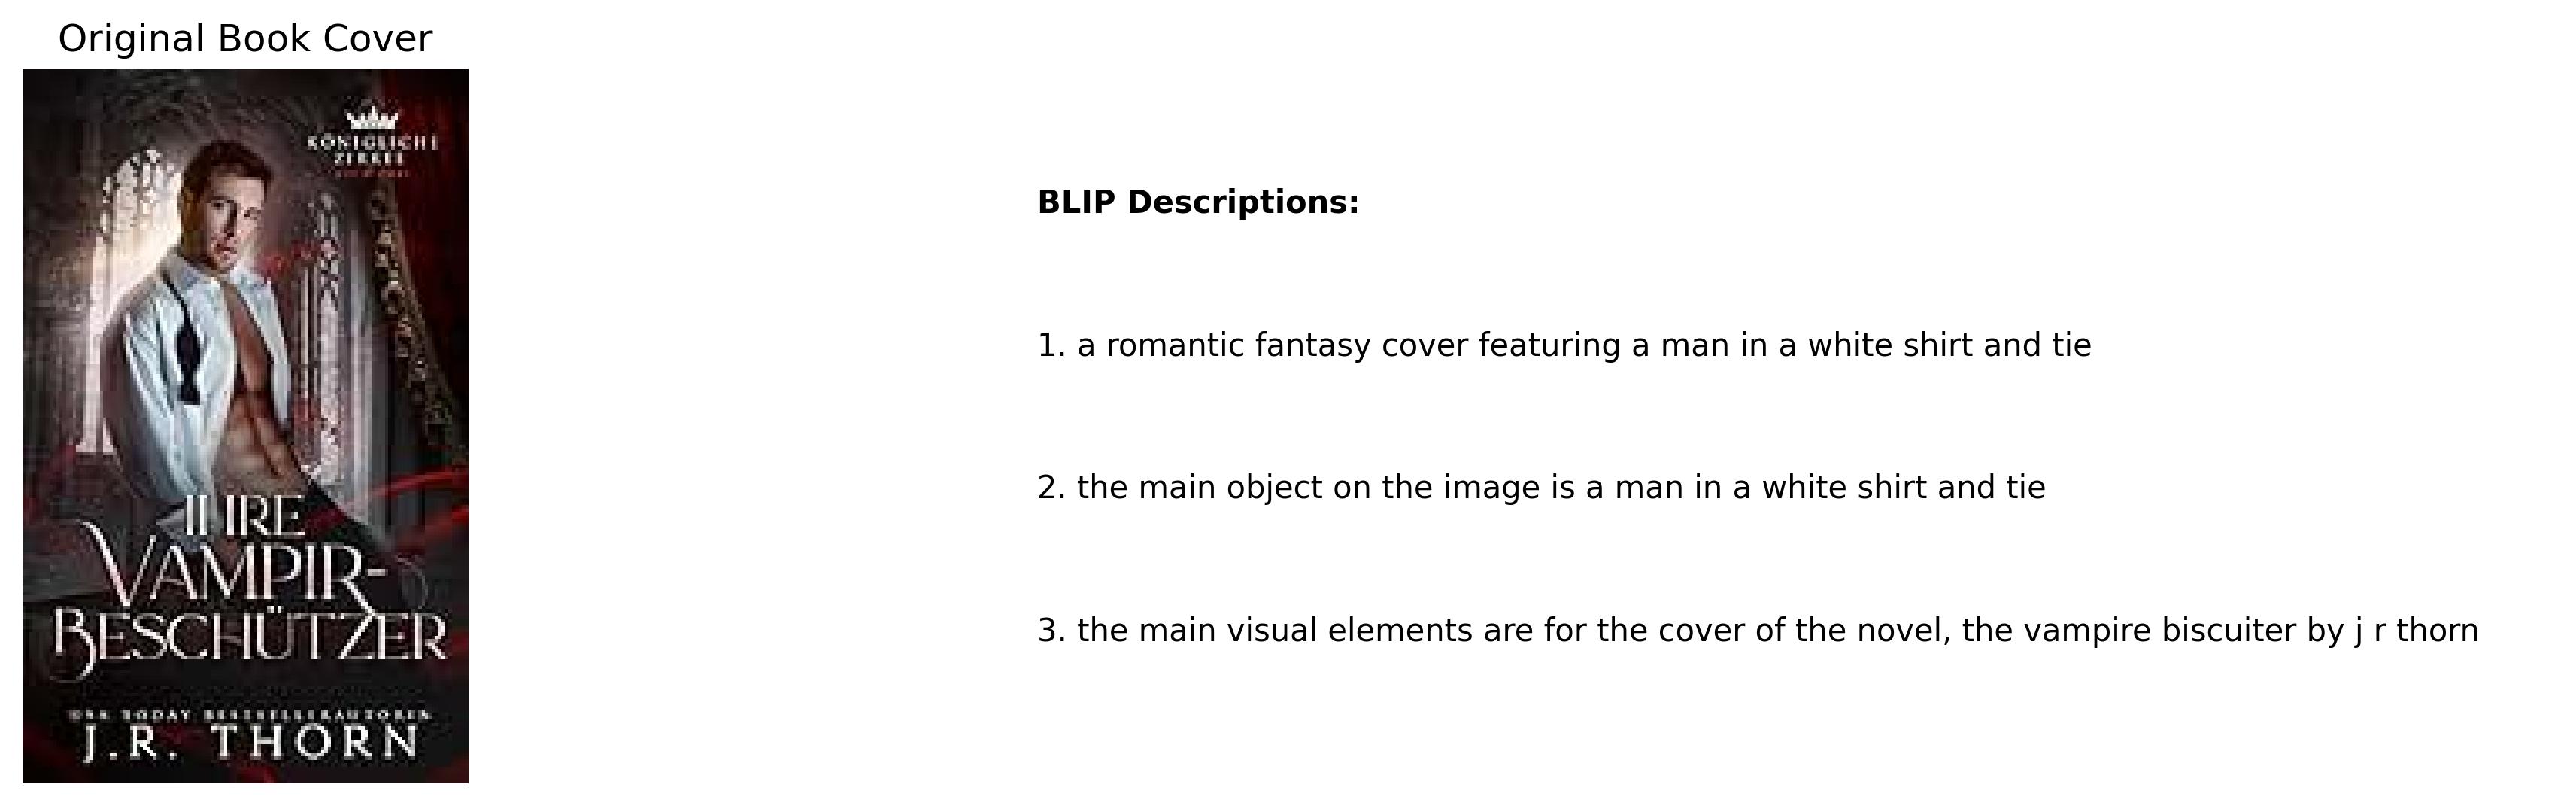 Original Book Cover
KÖNIGLICHE
ZIRKEL
IHRE
VAMPIR-
BESCHÜTZER
USA TODAY BESTSELLERAUTORIN
J.R. THORN
BLIP Descriptions:
1. a romantic fantasy cover featuring a man in a white shirt and tie
2. the main object on the image is a man in a white shirt and tie
3. the main visual elements are for the cover of the novel, the vampire biscuiter by j r thorn